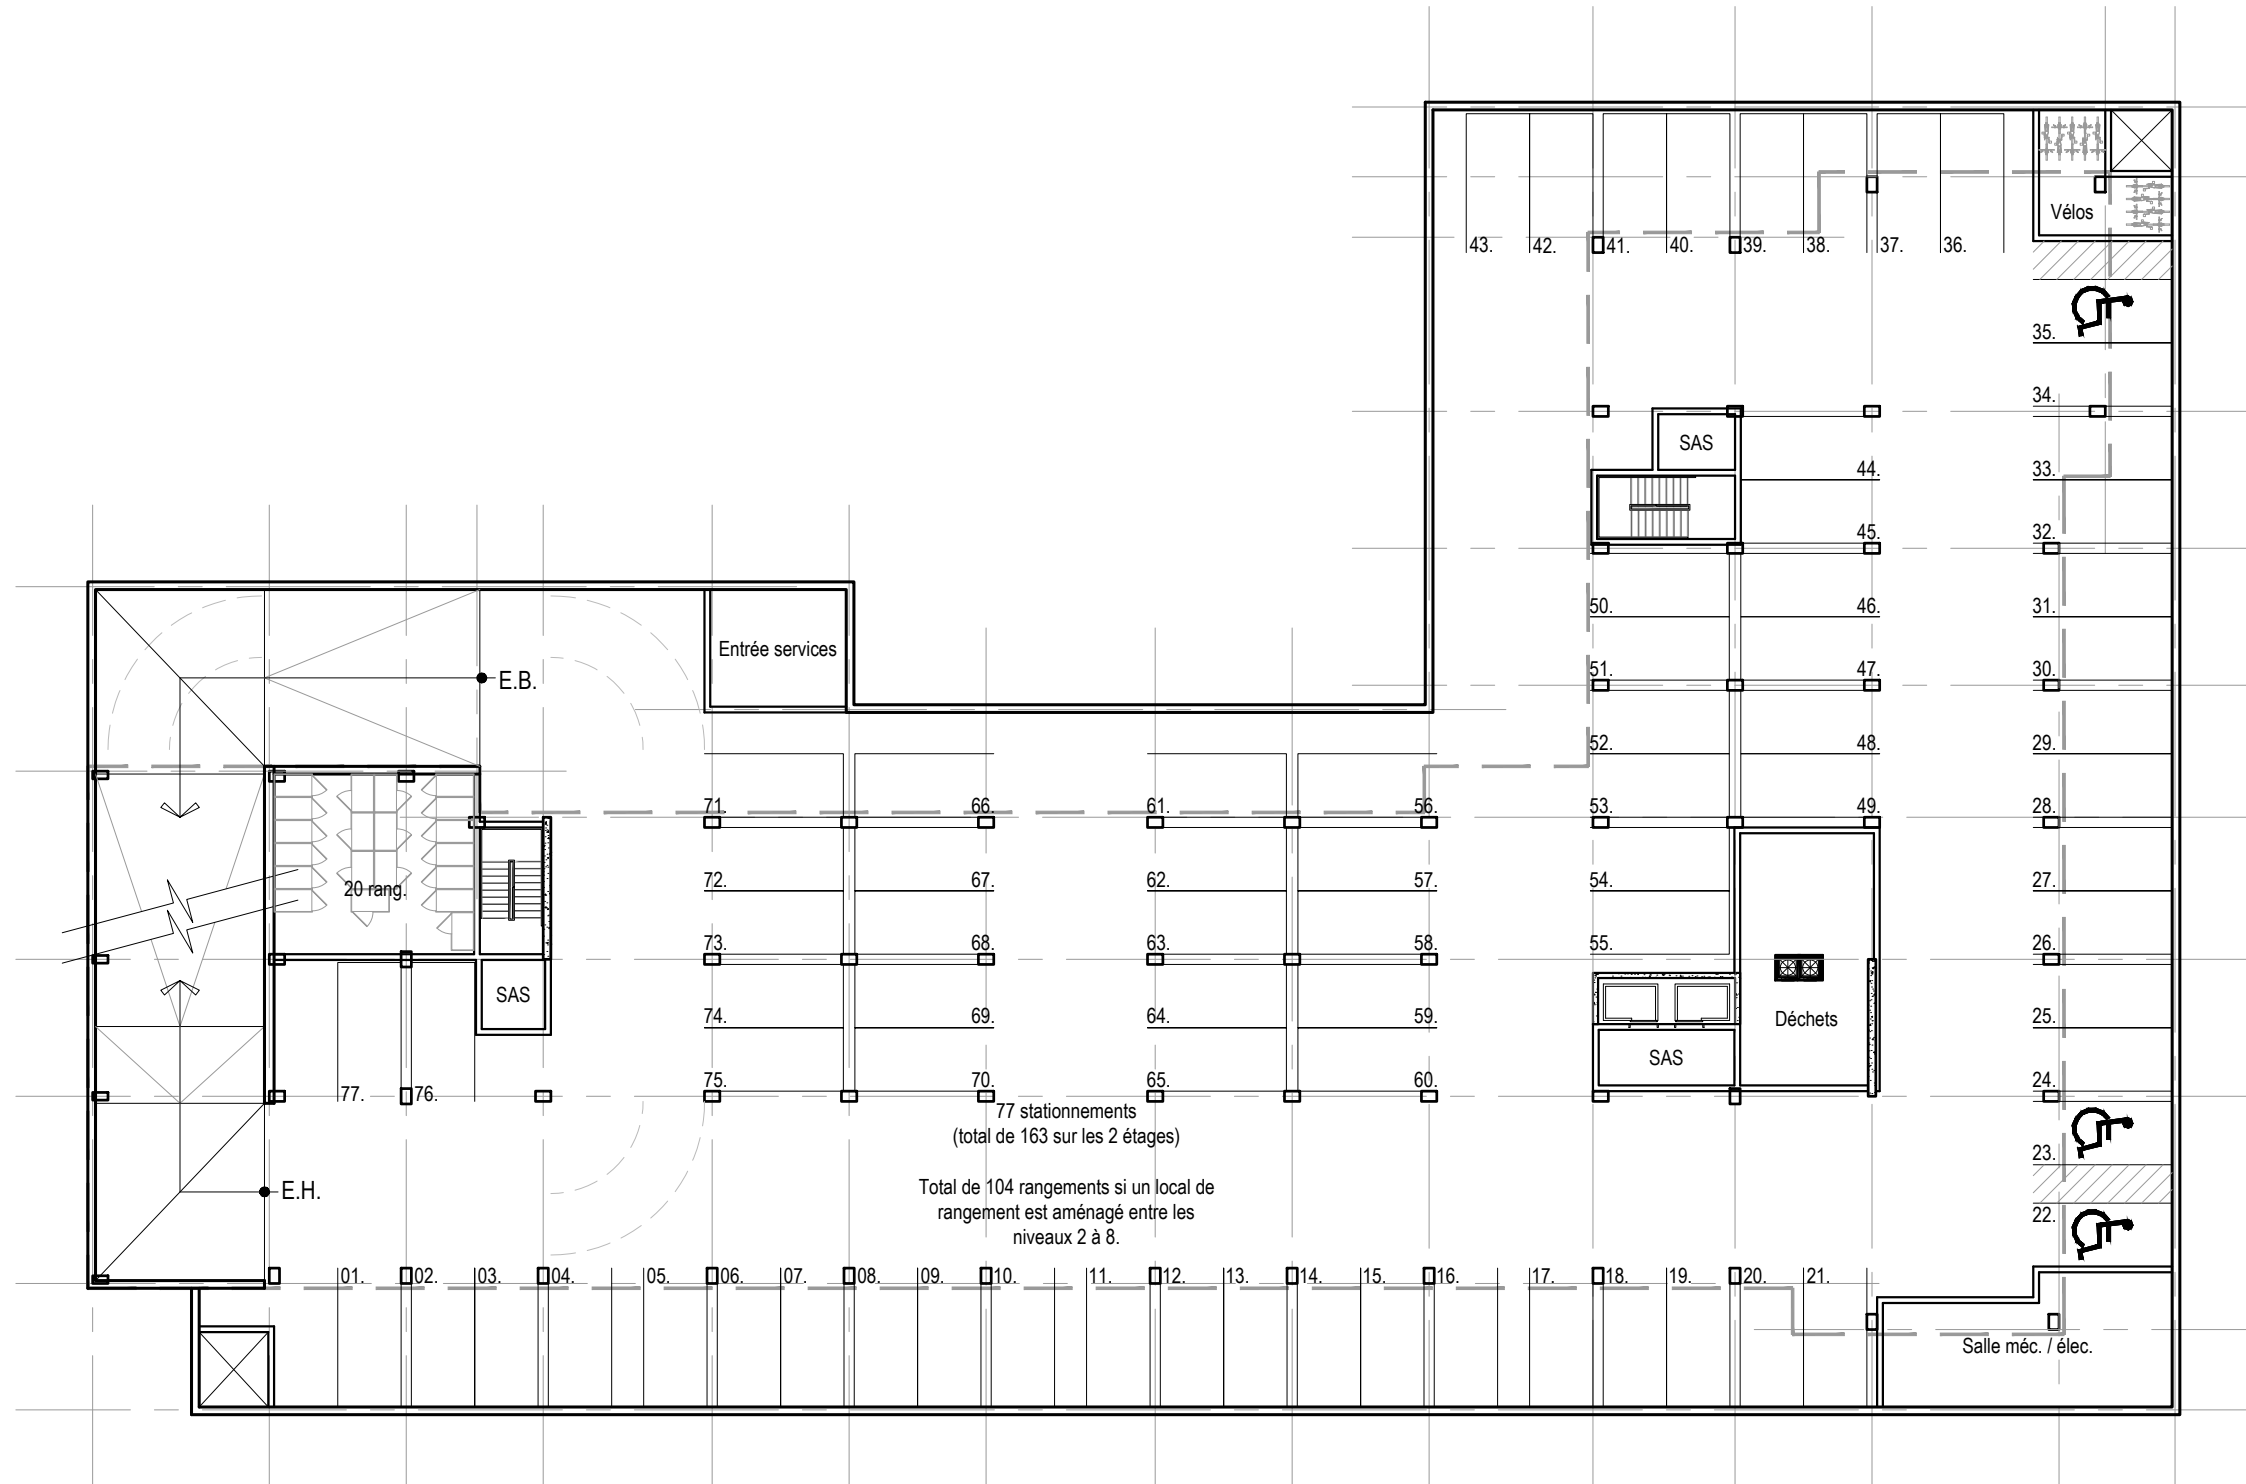 43. 42. 41. 40. 39. 38. 37. 36.
Vélos
35.
34.
SAS
44. 33.
45. 32.
50. 46. 31.
Entrée services
51. 47. 30.
E.B.
52. 48. 29.
71. 66. 61. 56. 53. 49. 28.
72. 67. 62. 57. 54. 27.
20 rang.
73. 68. 63. 58. 55. 26.
SAS
74. 69. 64. 59. 25.
Déchets
SAS
75. 70. 65. 60. 24.
77. 76.
77 stationnements
(total de 163 sur les 2 étages)
23.
Total de 104 rangements si un local de
rangement est aménagé entre les
niveaux 2 à 8.
E.H.
22.
01. 02. 03. 04. 05. 06. 07. 08. 09. 10. 11. 12. 13. 14. 15. 16. 17. 18. 19. 20. 21.
Salle méc. / élec.